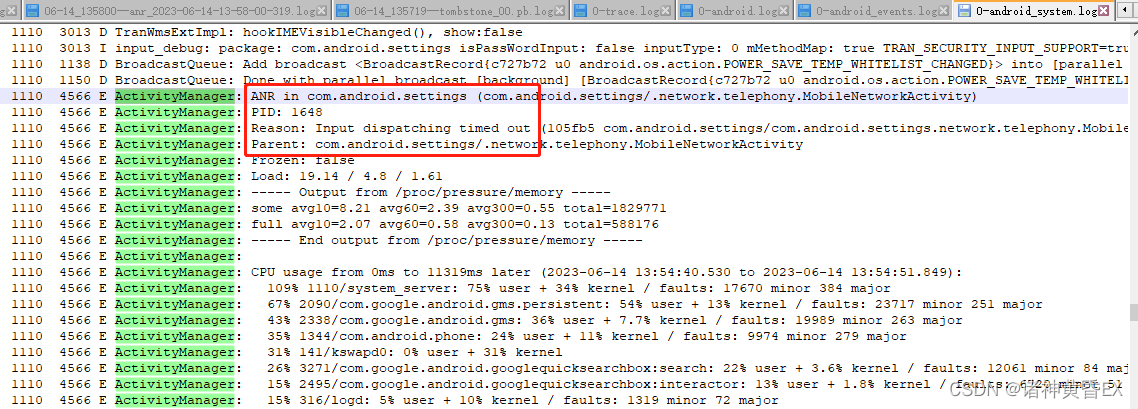 06-14_135800--anr_2023-06-14-13-58-00-319.log 06-14_135719--tombstone_00.pb.log 0-trace.log 0-android.log 0-android_events.log 0-android_system.log
1110 3013 D TranWmsExtImpl: hookIMEVisibleChanged(), show:false
1110 3013 I input_debug: package: com.android.settings isPasswordInput: false inputType: 0 mMethodMap: true TRAN_SECURITY_INPUT_SUPPORT=tru
1110 1138 D BroadcastQueue: Add broadcast <BroadcastRecord{c727b72 u0 android.os.action.POWER_SAVE_TEMP_WHITELIST_CHANGED}> into [parallel
1110 1150 D BroadcastQueue: Done with parallel broadcast [background] [BroadcastRecord{c727b72 u0 android.os.action.POWER_SAVE_TEMP_WHITELI
1110 4566 E ActivityManager: ANR in com.android.settings (com.android.settings/.network.telephony.MobileNetworkActivity)
1110 4566 E ActivityManager: PID: 1648
1110 4566 E ActivityManager: Reason: Input dispatching timed out (105fb5 com.android.settings/com.android.settings.network.telephony.Mobile
1110 4566 E ActivityManager: Parent: com.android.settings/.network.telephony.MobileNetworkActivity
1110 4566 E ActivityManager: Frozen: false
1110 4566 E ActivityManager: Load: 19.14 / 4.8 / 1.61
1110 4566 E ActivityManager: ----- Output from /proc/pressure/memory -----
1110 4566 E ActivityManager: some avg10=8.21 avg60=2.39 avg300=0.55 total=1829771
1110 4566 E ActivityManager: full avg10=2.07 avg60=0.58 avg300=0.13 total=588176
1110 4566 E ActivityManager: ----- End output from /proc/pressure/memory -----
1110 4566 E ActivityManager:
1110 4566 E ActivityManager: CPU usage from 0ms to 11319ms later (2023-06-14 13:54:40.530 to 2023-06-14 13:54:51.849):
1110 4566 E ActivityManager: 109% 1110/system_server: 75% user + 34% kernel / faults: 17670 minor 384 major
1110 4566 E ActivityManager: 67% 2090/com.google.android.gms.persistent: 54% user + 13% kernel / faults: 23717 minor 251 major
1110 4566 E ActivityManager: 43% 2338/com.google.android.gms: 36% user + 7.7% kernel / faults: 19989 minor 263 major
1110 4566 E ActivityManager: 35% 1344/com.android.phone: 24% user + 11% kernel / faults: 9974 minor 279 major
1110 4566 E ActivityManager: 31% 141/kswapd0: 0% user + 31% kernel
1110 4566 E ActivityManager: 26% 3271/com.google.android.googlequicksearchbox:search: 22% user + 3.6% kernel / faults: 12061 minor 84 maj
1110 4566 E ActivityManager: 15% 2495/com.google.android.googlequicksearchbox:interactor: 13% user + 1.8% kernel / faults: 6720 minor 51
1110 4566 E ActivityManager: 15% 316/logd: 5% user + 10% kernel / faults: 1319 minor 72 major
CSDN @诸神黄昏EX